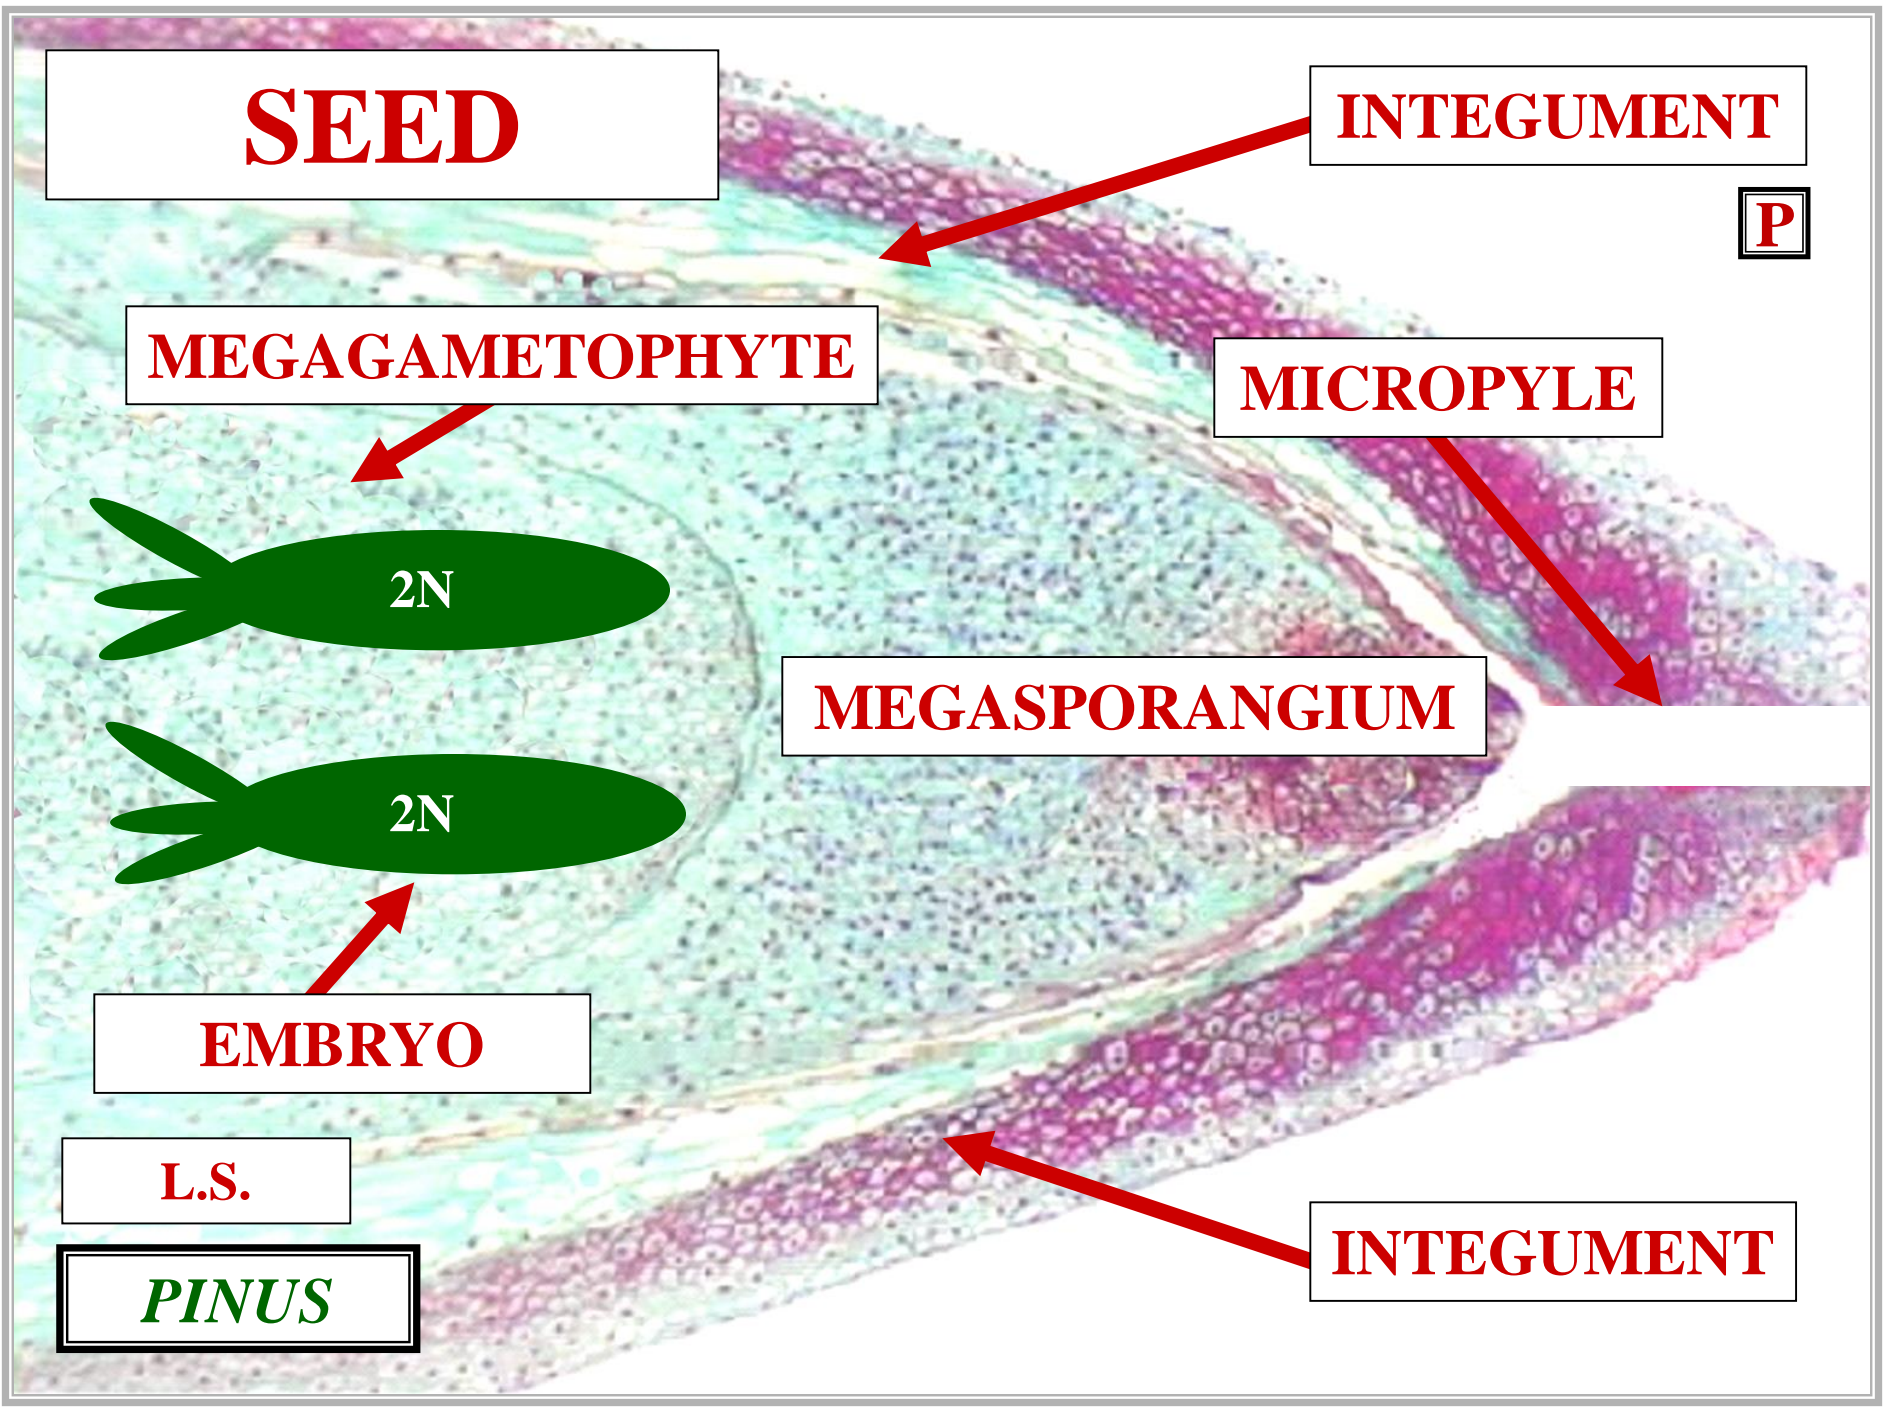 SEED
INTEGUMENT
P
MEGAGAMETOPHYTE
MICROPYLE
2N
MEGASPORANGIUM
2N
EMBRYO
L.S.
INTEGUMENT
PINUS